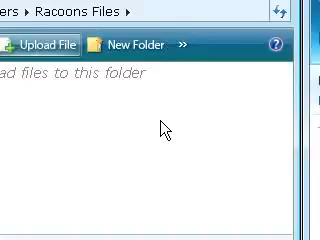 ers ▸ Racoons Files ▸
Upload File New Folder »
ad files to this folder